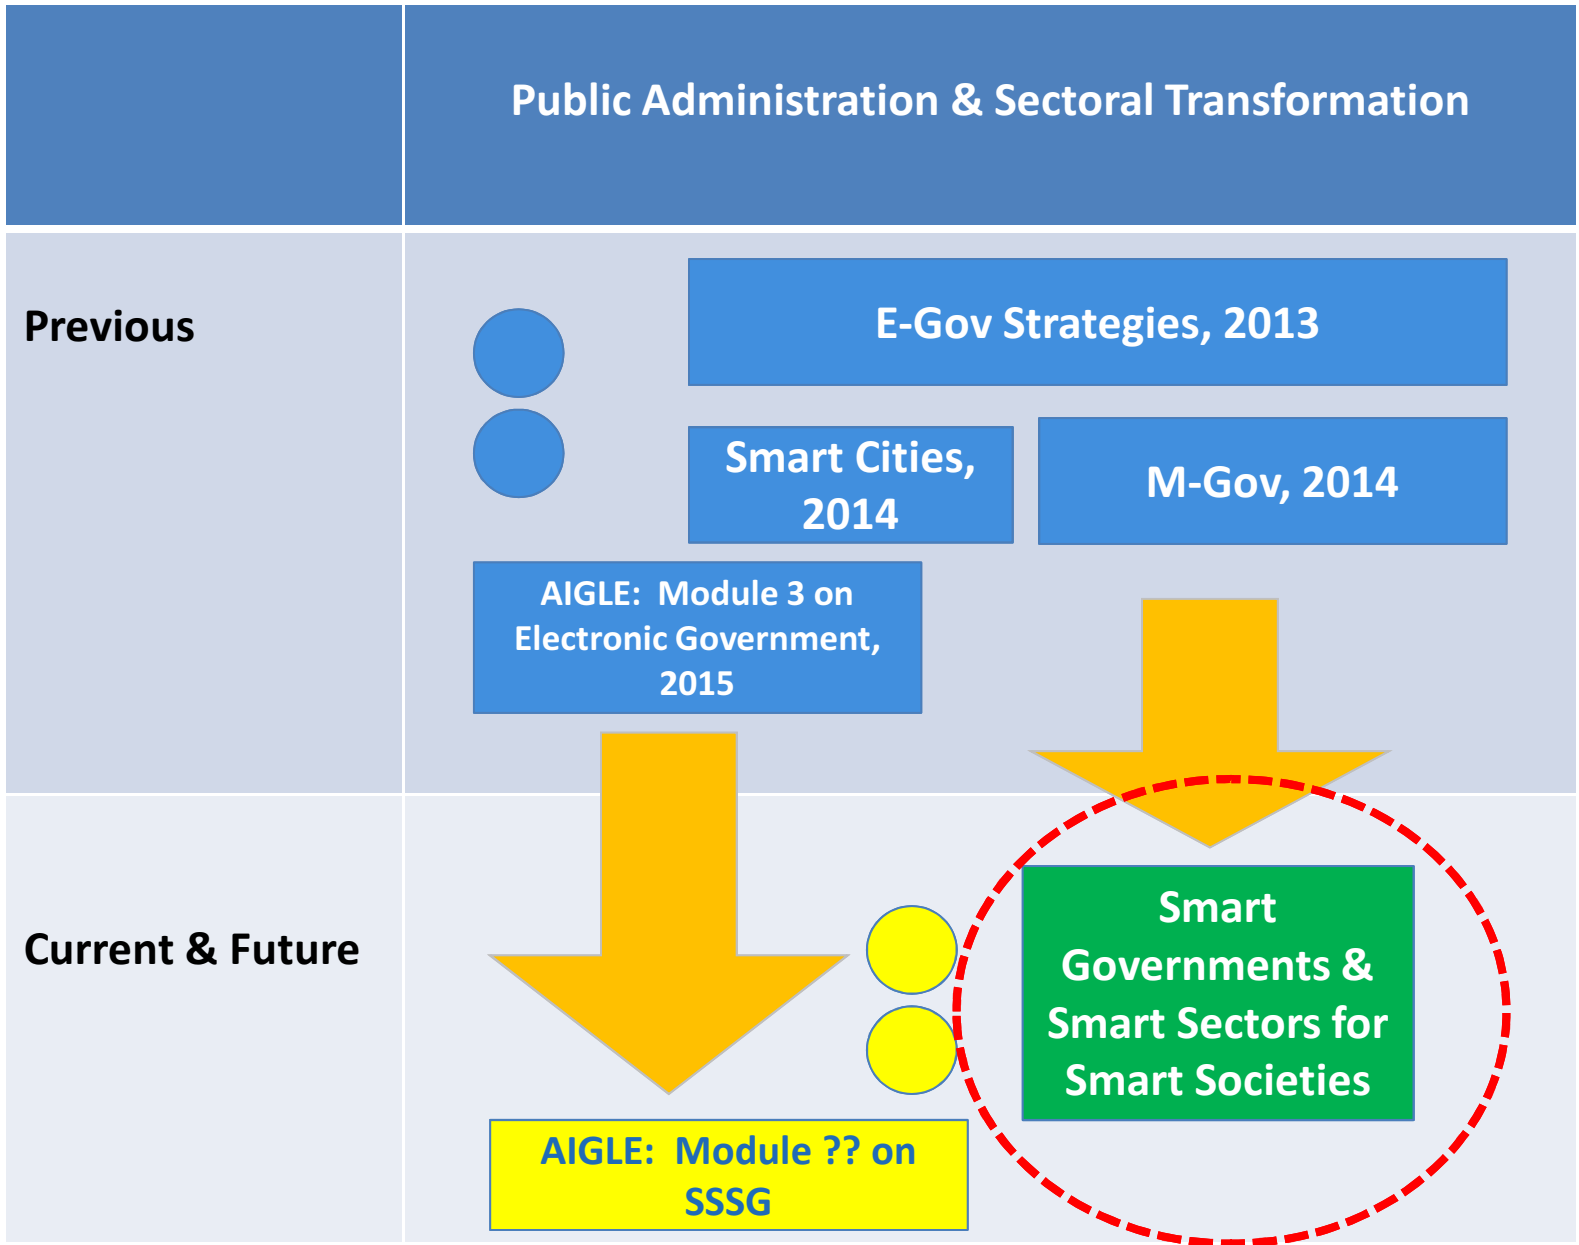 Public Administration & Sectoral Transformation
Previous
E-Gov Strategies, 2013
Smart Cities,
2014
M-Gov, 2014
AIGLE:  Module 3 on
Electronic Government,
2015
Current & Future
Smart
Governments &
Smart Sectors for
Smart Societies
AIGLE:  Module ?? on
SSSG